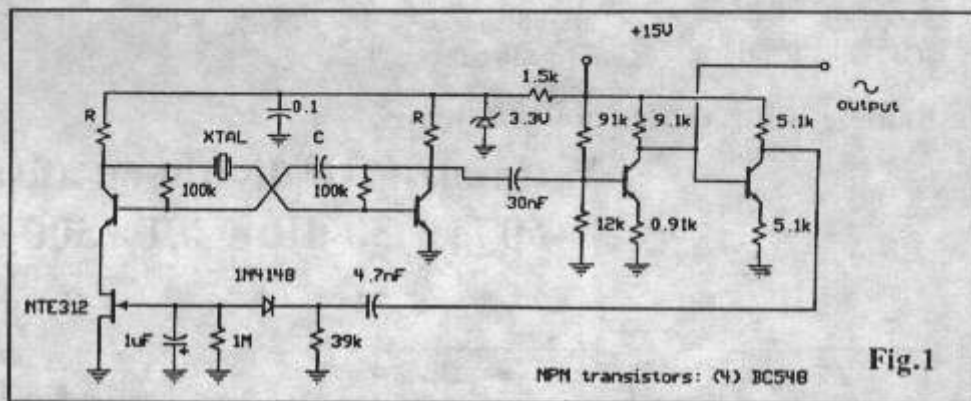 +15V
1.5k
output
0.1
R
R
3.3V
91k
9.1k
5.1k
XTAL
C
100k
100k
30nF
12k
0.91k
5.1k
1N4148
4.7nF
NTE312
1uF
+
1M
39k
NPN transistors: (4) BC548
Fig.1